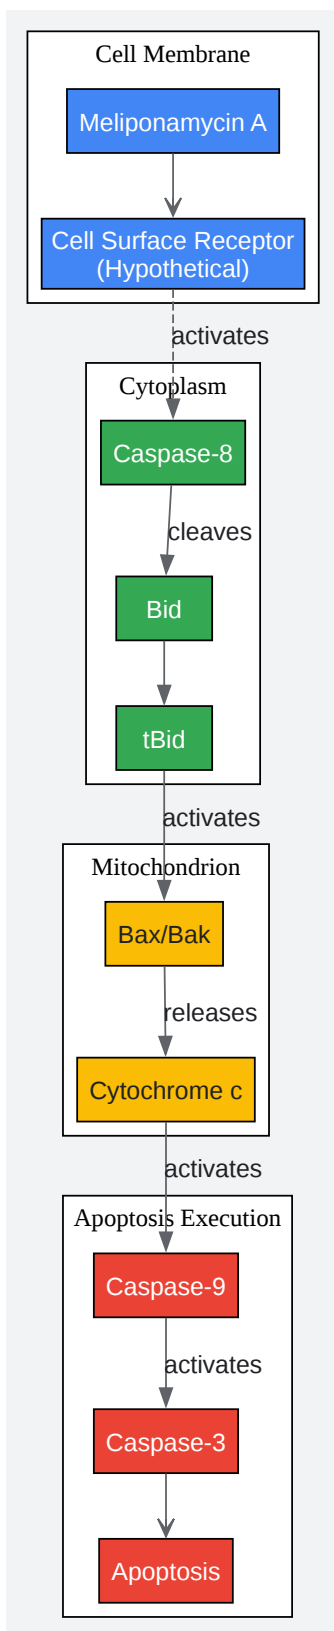 Cell Membrane
Meliponamycin A
Cell Surface Receptor
(Hypothetical)
activates
Cytoplasm
Caspase-8
cleaves
Bid
tBid
activates
Mitochondrion
Bax/Bak
releases
Cytochrome c
activates
Apoptosis Execution
Caspase-9
activates
Caspase-3
Apoptosis